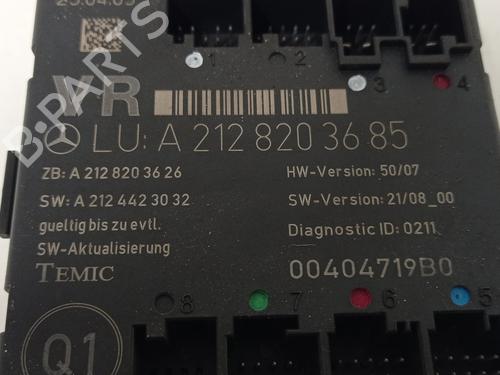 1 2 3 4
VR
LU: A 212 820 36 85
ZB: A 212 820 36 26
HW-Version: 50/07
SW: A 212 442 30 32
SW-Version: 21/08_00
gueltig bis zu evtl.
SW-Aktualisierung
Diagnostic ID: 0211
TEMIC
00404719B0
8 7 6 5
Q1
B-PARTS